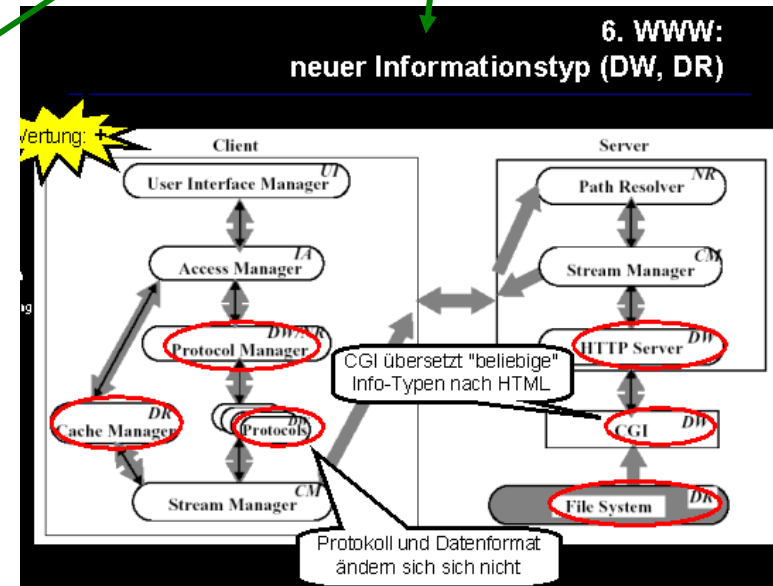 6. WWW:
neuer Informationstyp (DW, DR)
Wertung: +
Client
Server
UI
User Interface Manager
NR
Path Resolver
IA
Access Manager
CM
Stream Manager
DW/NR
Protocol Manager
DW
HTTP Server
CGI übersetzt "beliebige"
Info-Typen nach HTML
DR
Cache Manager
DW
Protocols
DW
CGI
CM
Stream Manager
DR
File System
Protokoll und Datenformat
ändern sich sich nicht